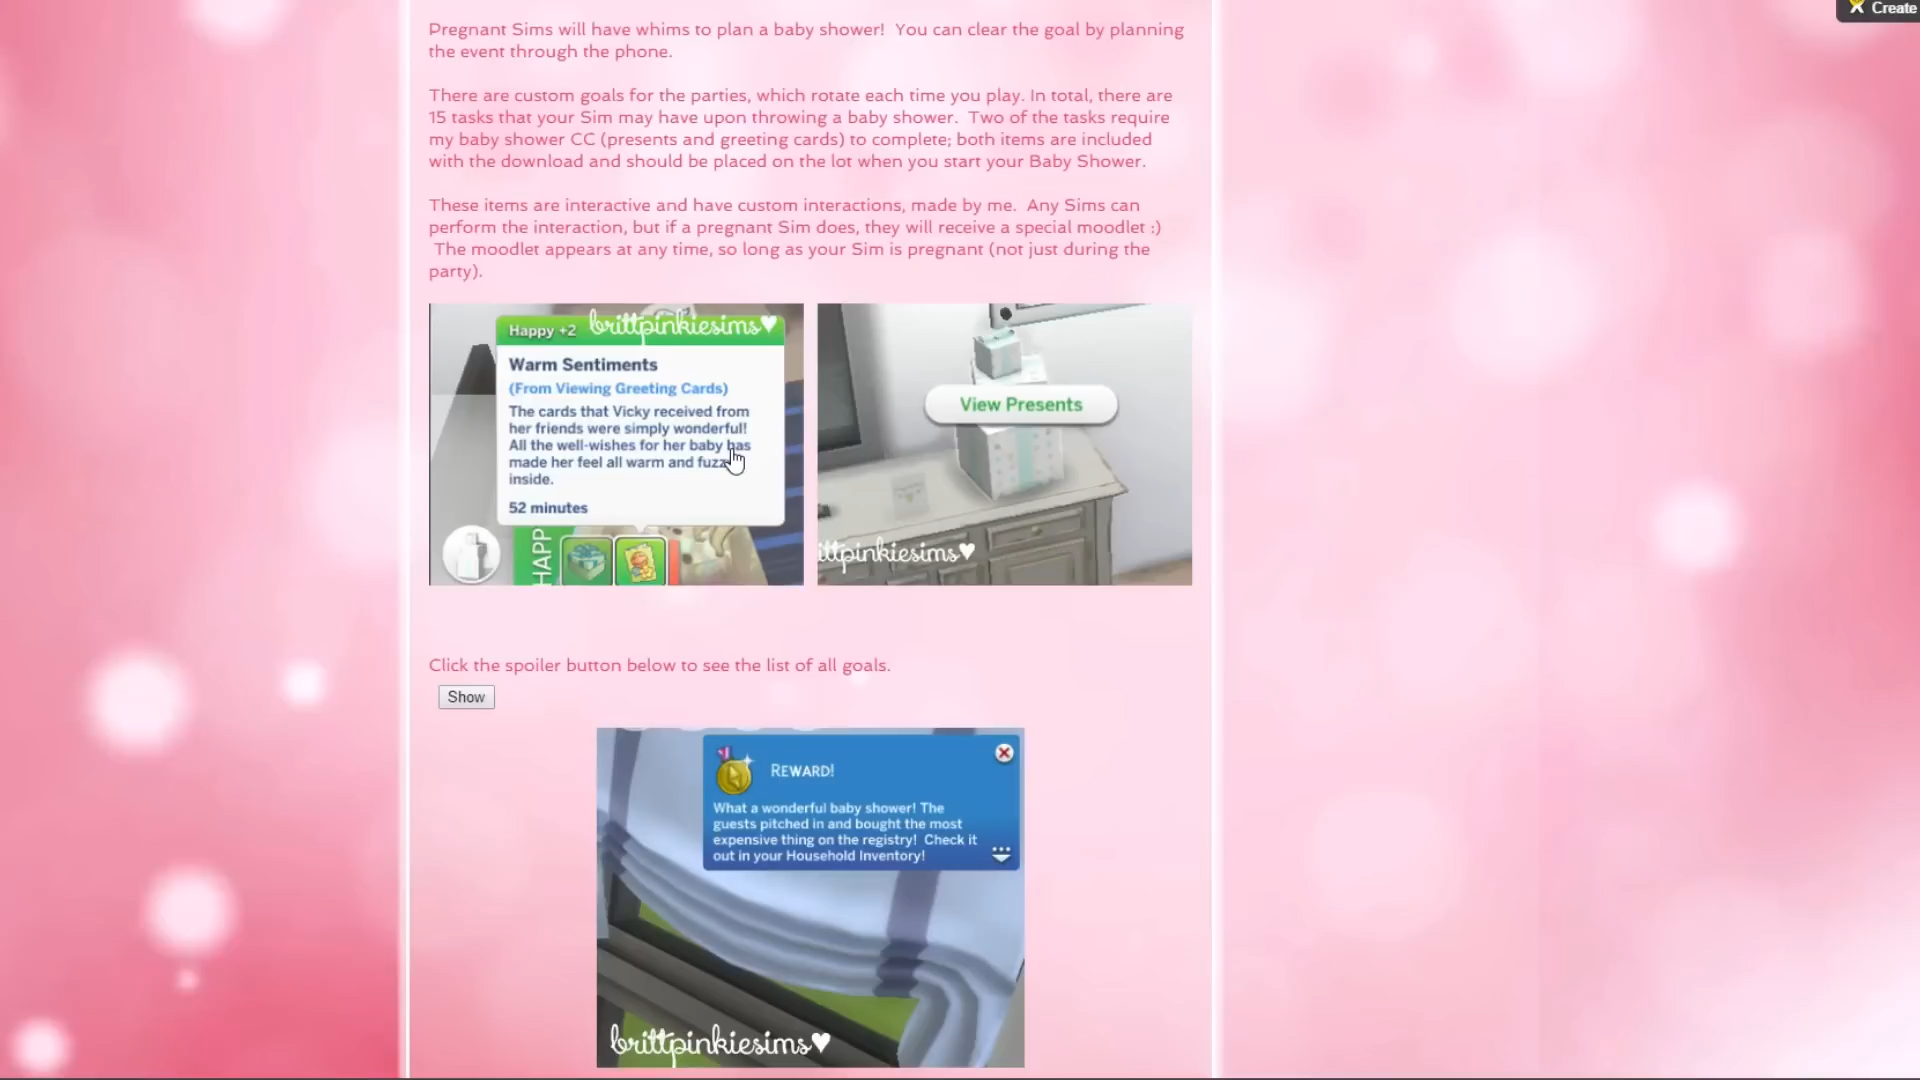 Create
Pregnant Sims will have whims to plan a baby shower!  You can clear the goal by planning
the event through the phone.
There are custom goals for the parties, which rotate each time you play. In total, there are
15 tasks that your Sim may have upon throwing a baby shower.  Two of the tasks require
my baby shower CC (presents and greeting cards) to complete; both items are included
with the download and should be placed on the lot when you start your Baby Shower.
These items are interactive and have custom interactions, made by me.  Any Sims can
perform the interaction, but if a pregnant Sim does, they will receive a special moodlet :)
The moodlet appears at any time, so long as your Sim is pregnant (not just during the
party).
Happy +2
brittpinkiesims♥
Warm Sentiments
(From Viewing Greeting Cards)
The cards that Vicky received from
her friends were simply wonderful!
All the well-wishes for her baby has
made her feel all warm and fuzz
inside.
52 minutes
HAPP
View Presents
ittpinkiesims♥
Click the spoiler button below to see the list of all goals.
Show
REWARD!
What a wonderful baby shower! The
guests pitched in and bought the most
expensive thing on the registry!  Check it
out in your Household Inventory!
brittpinkiesims♥